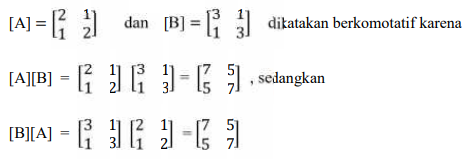 [A] = [2 1; 1 2] dan [B] = [3 1; 1 3] dikatakan berkomotatif karena
[A][B] = [2 1; 1 2] [3 1; 1 3] = [7 5; 5 7] , sedangkan
[B][A] = [3 1; 1 3] [2 1; 1 2] = [7 5; 5 7]